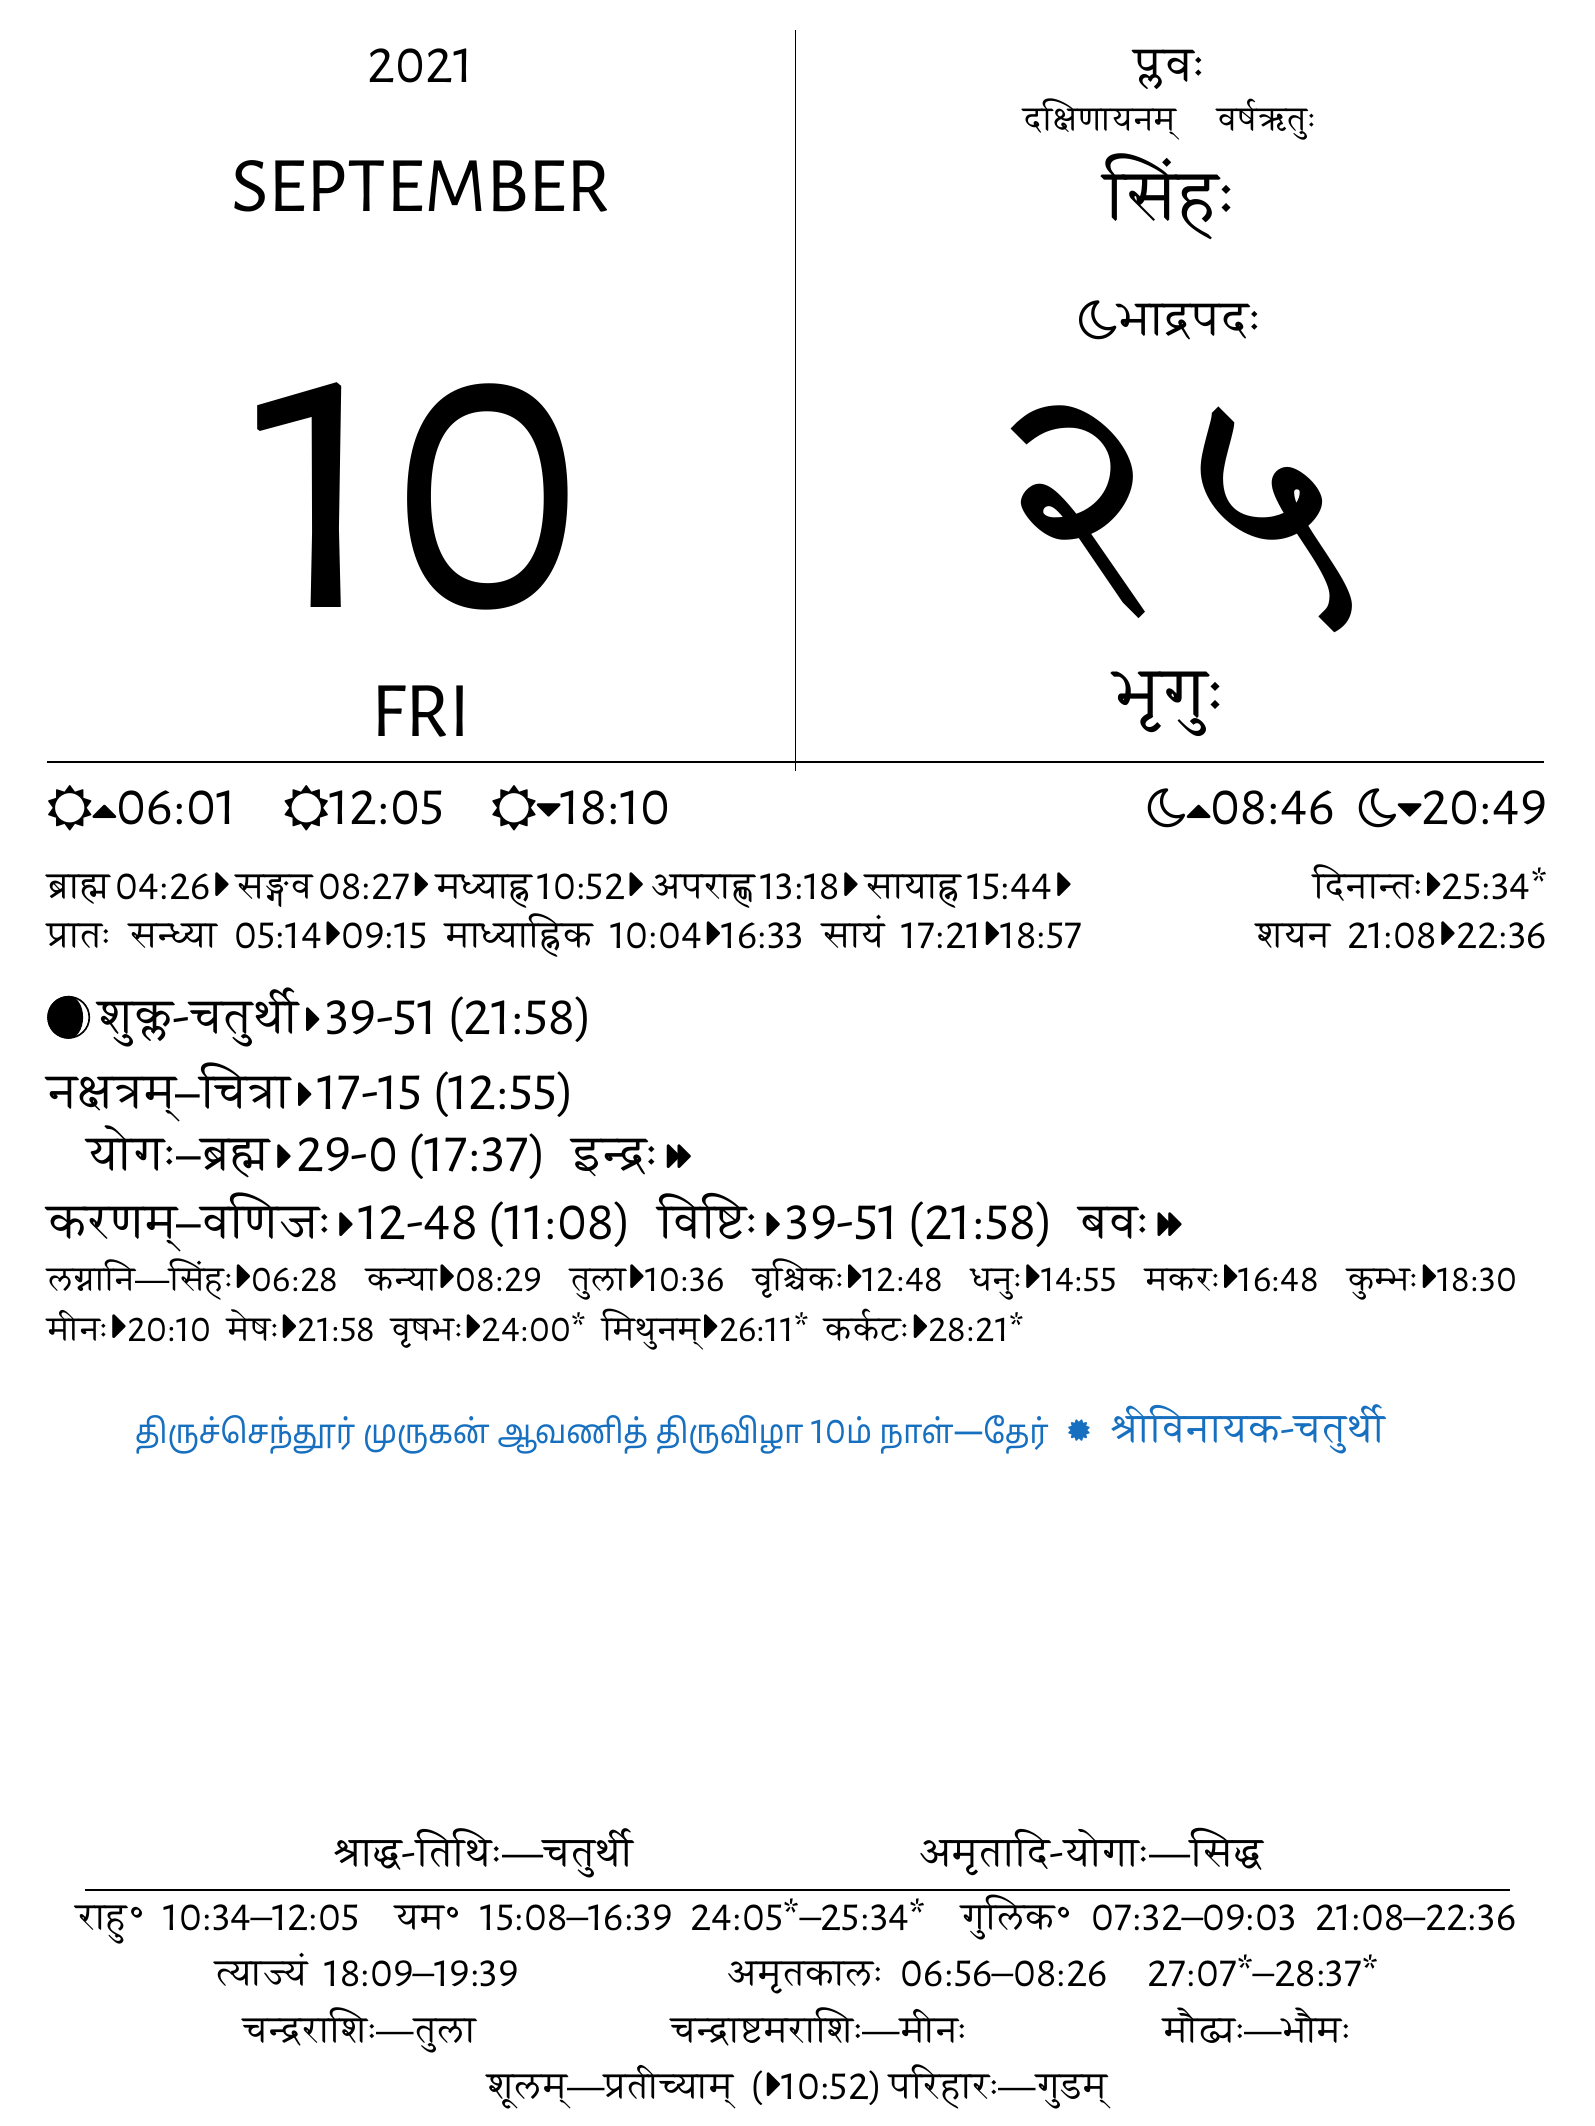 2021
SEPTEMBER
10
FRI
प्लवः
दक्षिणायनम् वर्षऋतुः
सिंहः
भाद्रपदः
२५
भृगुः
06:01 12:05 18:10 08:46 20:49
ब्राह्म 04:26 सङ्गव 08:27 मध्याह्न 10:52 अपराह्ण 13:18 सायाह्न 15:44 दिनान्तः 25:34*
प्रातः सन्ध्या 05:14 09:15 माध्याह्निक 10:04 16:33 सायं 17:21 18:57 शयन 21:08 22:36
शुक्ल-चतुर्थी 39-51 (21:58)
नक्षत्रम्–चित्रा 17-15 (12:55)
योगः–ब्रह्म 29-0 (17:37) इन्द्रः
करणम्–वणिजः 12-48 (11:08) विष्टिः 39-51 (21:58) बवः
लग्नानि—सिंहः 06:28 कन्या 08:29 तुला 10:36 वृश्चिकः 12:48 धनुः 14:55 मकरः 16:48 कुम्भः 18:30
मीनः 20:10 मेषः 21:58 वृषभः 24:00* मिथुनम् 26:11* कर्कटः 28:21*
திருச்செந்தூர் முருகன் ஆவணித் திருவிழா 10ம் நாள்—தேர் ✹ श्रीविनायक-चतुर्थी
श्राद्ध-तिथिः—चतुर्थी अमृतादि-योगाः—सिद्ध
राहु॰ 10:34–12:05 यम॰ 15:08–16:39 24:05*–25:34* गुलिक॰ 07:32–09:03 21:08–22:36
त्याज्यं 18:09–19:39 अमृतकालः 06:56–08:26 27:07*–28:37*
चन्द्रराशिः—तुला चन्द्राष्टमराशिः—मीनः मौढ्यः—भौमः
शूलम्—प्रतीच्याम् (10:52) परिहारः—गुडम्